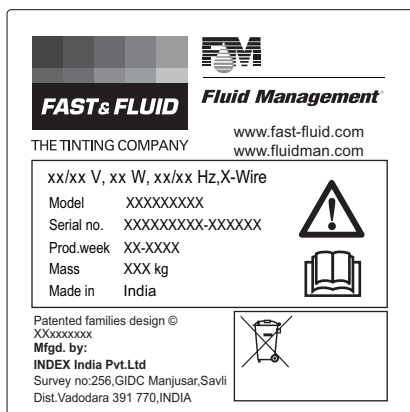 FM
FAST & FLUID
THE TINTING COMPANY
Fluid Management®
www.fast-fluid.com
www.fluidman.com
xx/xx V, xx W, xx/xx Hz,X-Wire
Model XXXXXXXXX
Serial no. XXXXXXXXX-XXXXXX
Prod.week XX-XXXX
Mass XXX kg
Made in India
Patented families design ©
XXxxxxxxx
Mfgd. by:
INDEX India Pvt.Ltd
Survey no:256,GIDC Manjusar,Savli
Dist.Vadodara 391 770,INDIA